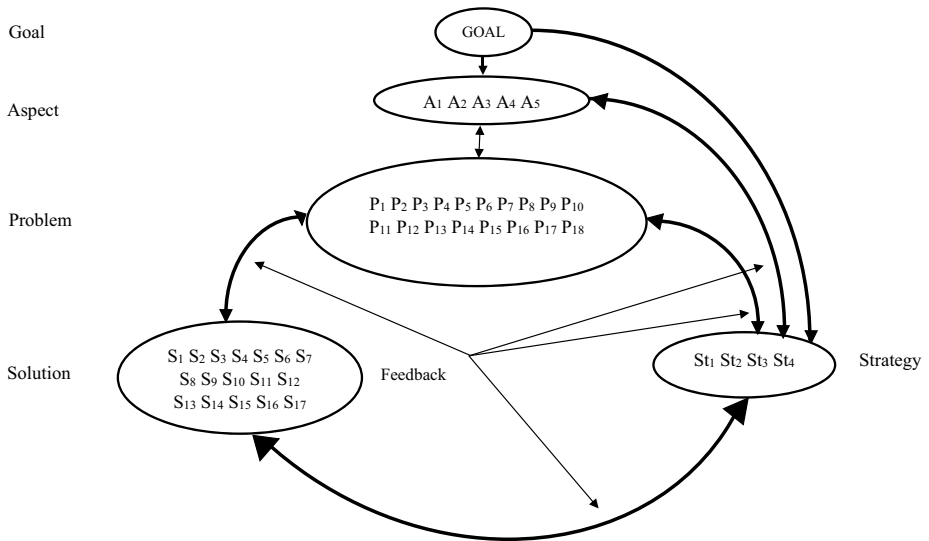 Goal
GOAL
Aspect
A1 A2 A3 A4 A5
Problem
P1 P2 P3 P4 P5 P6 P7 P8 P9 P10
P11 P12 P13 P14 P15 P16 P17 P18
Solution
S1 S2 S3 S4 S5 S6 S7
S8 S9 S10 S11 S12
S13 S14 S15 S16 S17
Feedback
St1 St2 St3 St4
Strategy